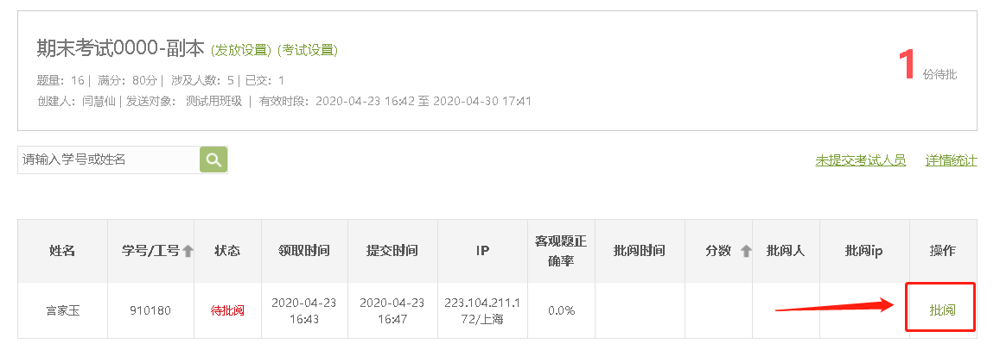 期末考试0000-副本 (发放设置) (考试设置)
题量：16 | 满分：80分 | 涉及人数：5 | 已交：1
创建人：闫慧仙 | 发送对象： 测试用班级 | 有效时段：2020-04-23 16:42 至 2020-04-30 17:41
1 份待批
请输入学号或姓名
未提交考试人员 详情统计
姓名 学号/工号 状态 领取时间 提交时间 IP 客观题正确率 批阅时间 分数 批阅人 批阅ip 操作
宫家玉 910180 待批阅 2020-04-23 16:43 2020-04-23 16:47 223.104.211.172/上海 0.0% 批阅